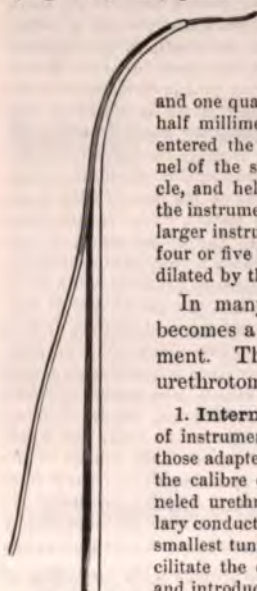 and one qua
half millime
entered the
nel of the s
cle, and hel
the instrume
larger instru
four or five
dilated by th
In many
becomes a
ment. Th
urethrotom
1. Intern
of instrumen
those adapte
the calibre
neled urethr
lary conduct
smallest tun
cilitate the
and introduc